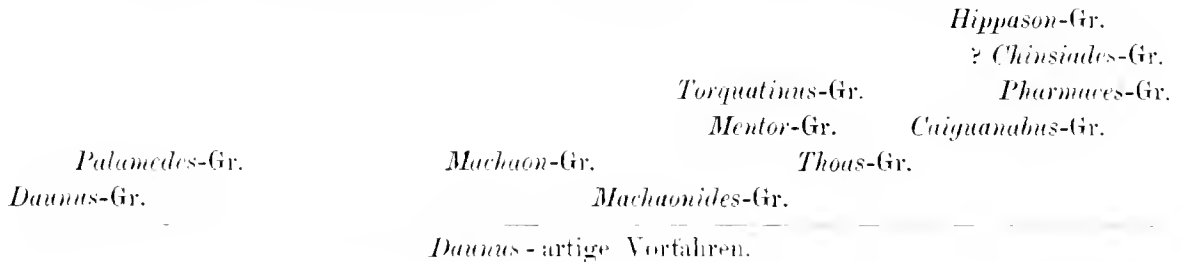 Hippason-Gr.
? Chinsiades-Gr.
Torquatinus-Gr. Pharmaces-Gr.
Mentor-Gr. Caiguanabus-Gr.
Palamedes-Gr. Machaon-Gr. Thoas-Gr.
Daunus-Gr. Machaonides-Gr.
Daunus-artige Vorfahren.